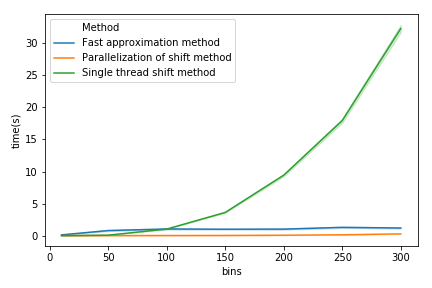 Method
Fast approximation method
Parallelization of shift method
Single thread shift method
time(s)
30
25
20
15
10
5
0
0 50 100 150 200 250 300
bins